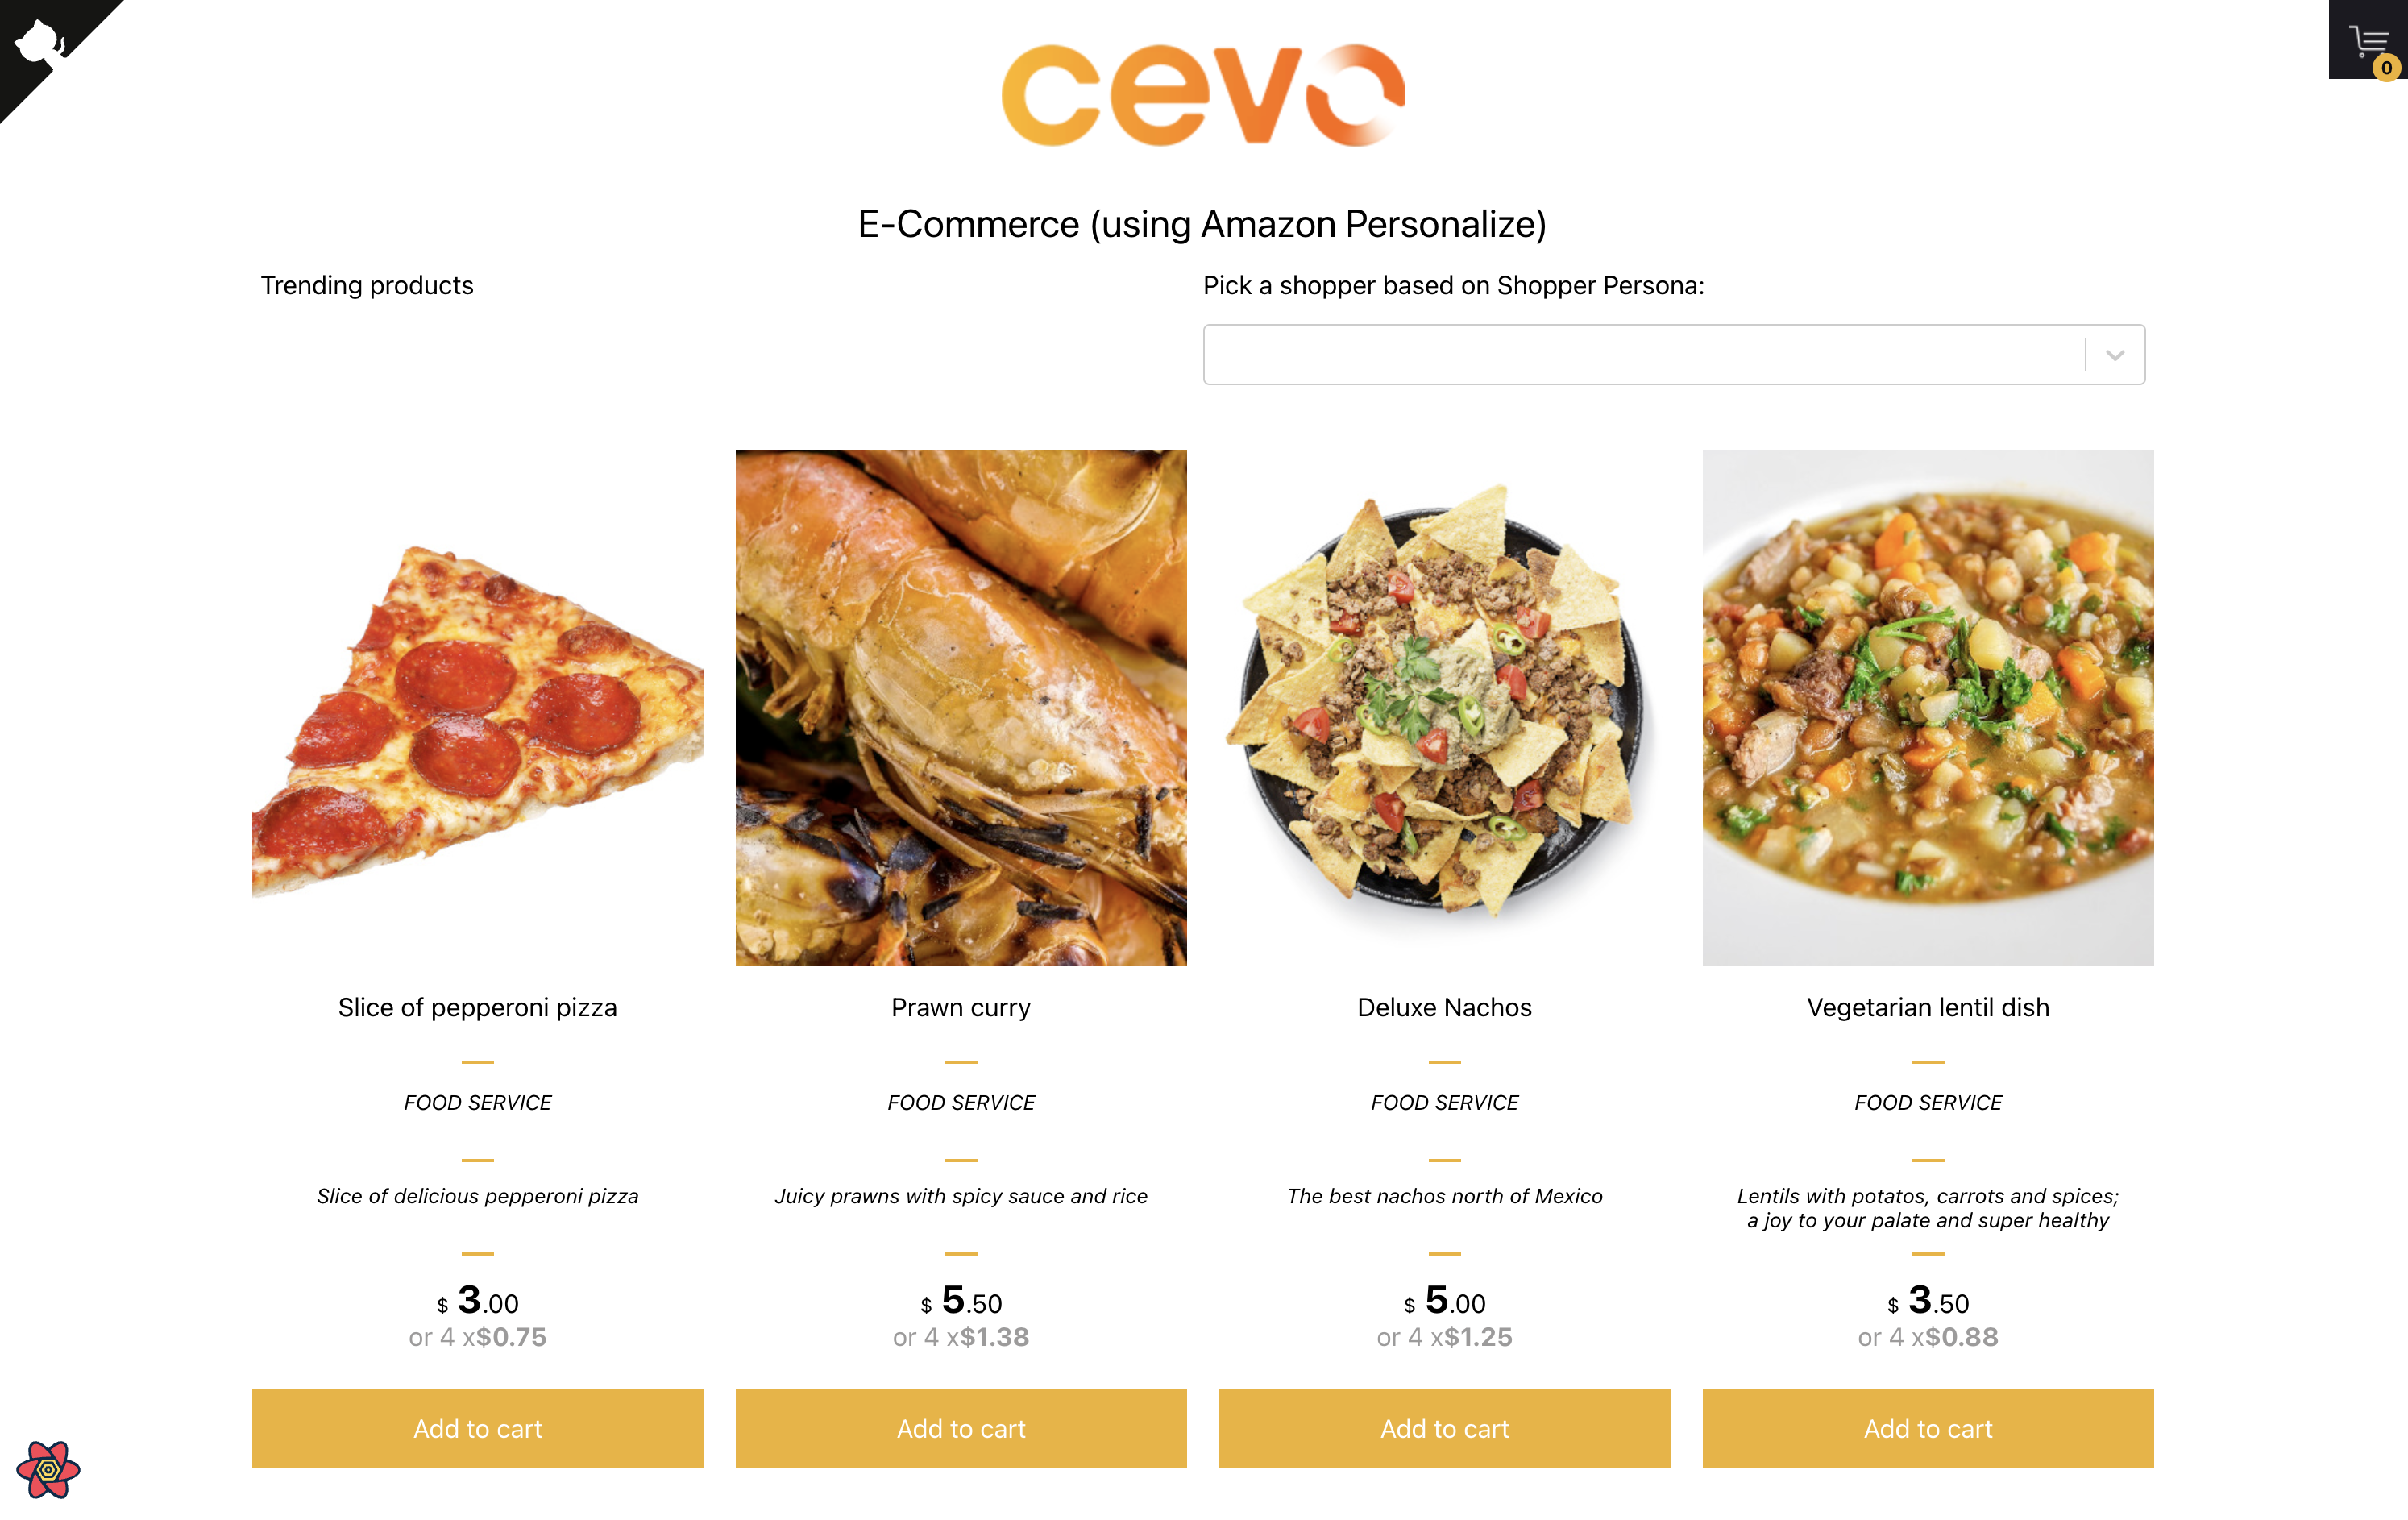 cevo
0
E-Commerce (using Amazon Personalize)
Trending products
Pick a shopper based on Shopper Persona:
Slice of pepperoni pizza
FOOD SERVICE
Slice of delicious pepperoni pizza
$ 3.00
or 4 x$0.75
Add to cart
Prawn curry
FOOD SERVICE
Juicy prawns with spicy sauce and rice
$ 5.50
or 4 x$1.38
Add to cart
Deluxe Nachos
FOOD SERVICE
The best nachos north of Mexico
$ 5.00
or 4 x$1.25
Add to cart
Vegetarian lentil dish
FOOD SERVICE
Lentils with potatos, carrots and spices;
a joy to your palate and super healthy
$ 3.50
or 4 x$0.88
Add to cart